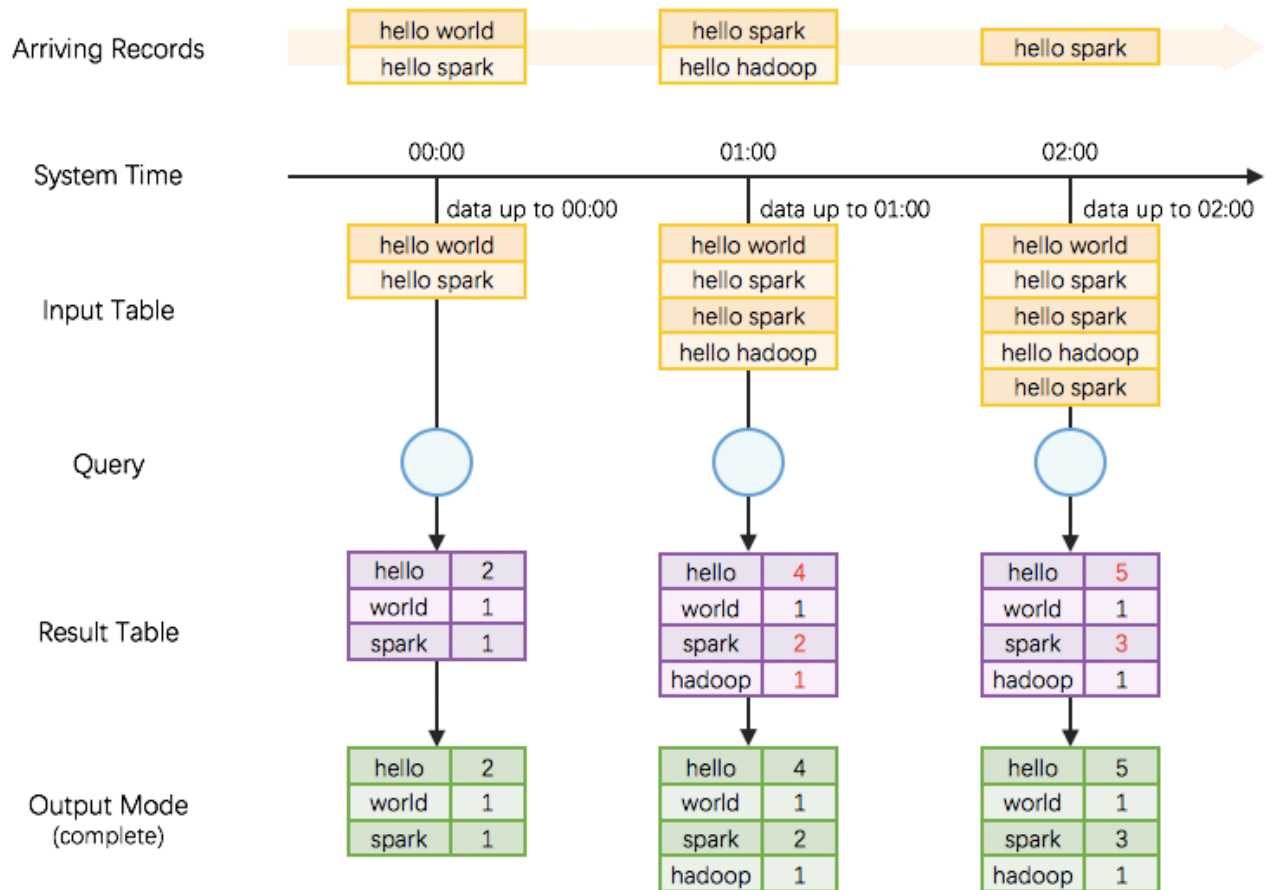 Arriving Records
hello world
hello spark
hello spark
hello hadoop
hello spark
System Time
00:00
01:00
02:00
data up to 00:00
data up to 01:00
data up to 02:00
Input Table
hello world
hello spark
hello world
hello spark
hello spark
hello hadoop
hello world
hello spark
hello spark
hello hadoop
hello spark
Query
Result Table
hello 2
world 1
spark 1
hello 4
world 1
spark 2
hadoop 1
hello 5
world 1
spark 3
hadoop 1
Output Mode
(complete)
hello 2
world 1
spark 1
hello 4
world 1
spark 2
hadoop 1
hello 5
world 1
spark 3
hadoop 1